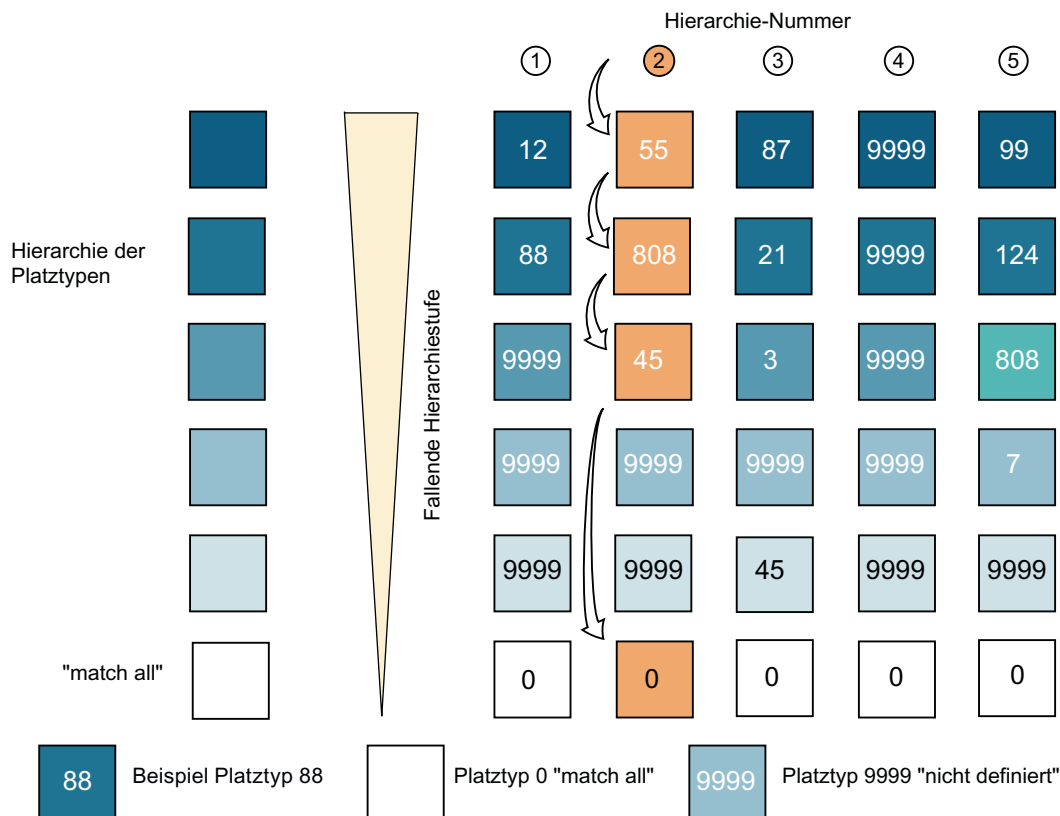 Hierarchie-Nummer
1 2 3 4 5
12 55 87 9999 99
Hierarchie der
Platztypen
88 808 21 9999 124
Fallende Hierarchiestufe
9999 45 3 9999 808
9999 9999 9999 9999 7
9999 9999 45 9999 9999
"match all"
0 0 0 0 0
88 Beispiel Platztyp 88
Platztyp 0 "match all"
9999 Platztyp 9999 "nicht definiert"